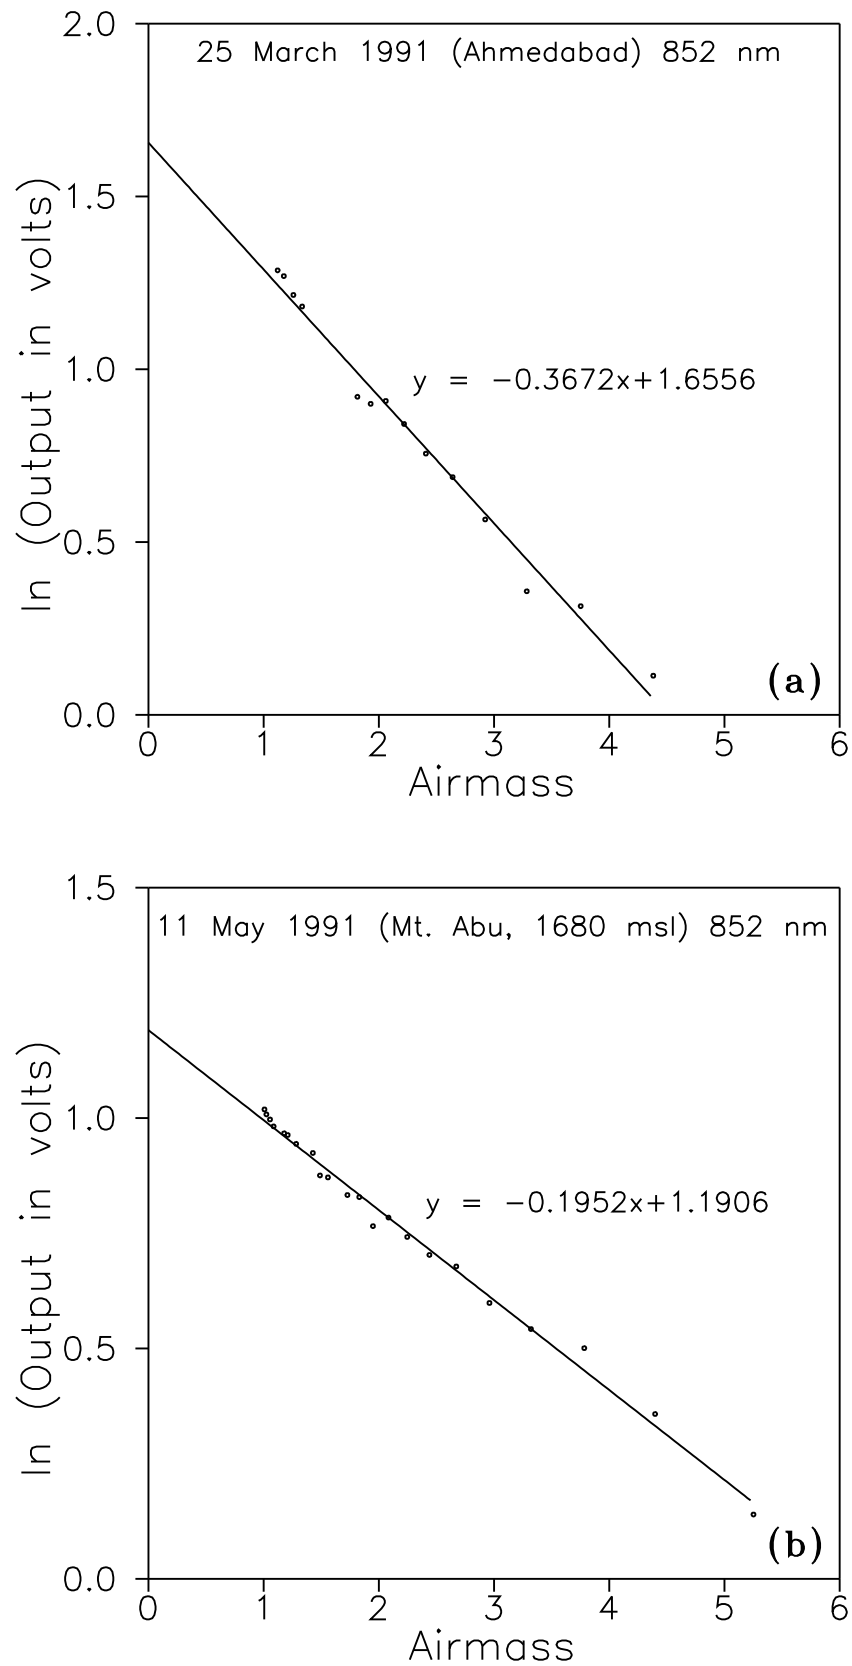 2.0
25 March 1991 (Ahmedabad) 852 nm
1.5
1.0
y = −0.3672x+1.6556
0.5
ln (Output in volts)
(a)
0.0
0 1 2 3 4 5 6
Airmass
1.5
11 May 1991 (Mt. Abu, 1680 msl) 852 nm
1.0
y = −0.1952x+1.1906
0.5
ln (Output in volts)
(b)
0.0
0 1 2 3 4 5 6
Airmass